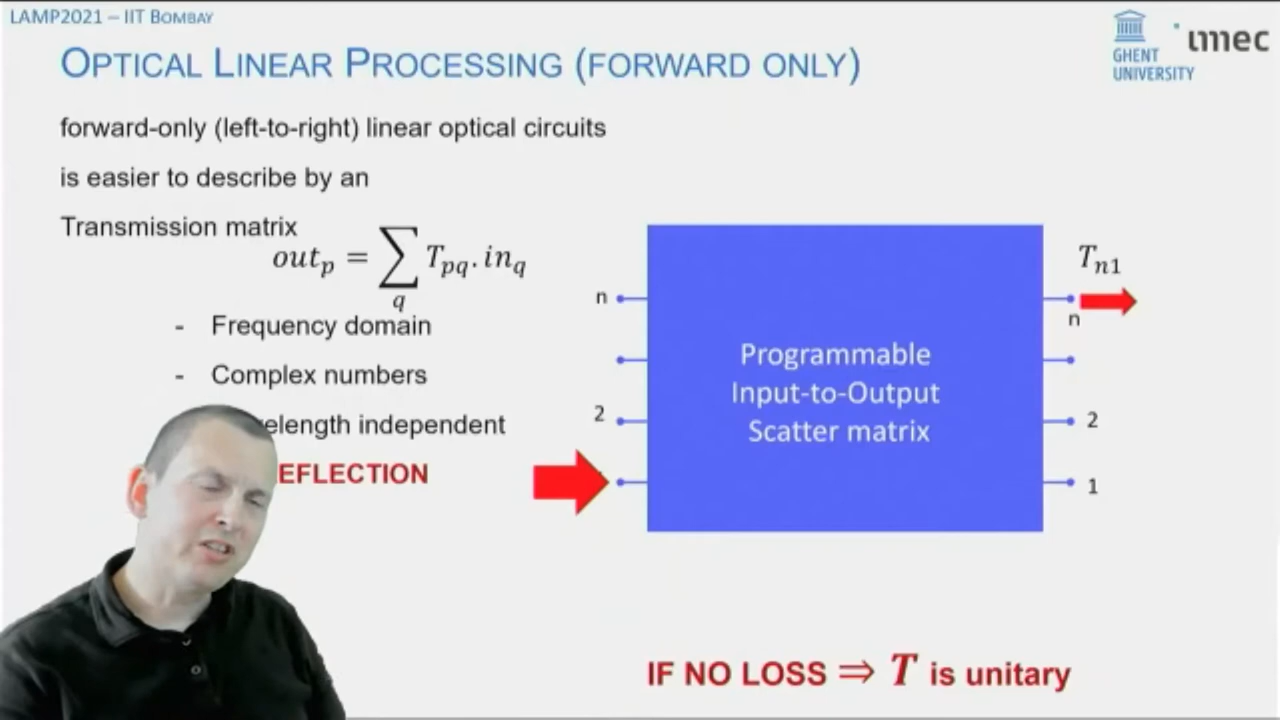 LAMP2021 – IIT BOMBAY
OPTICAL LINEAR PROCESSING (FORWARD ONLY)
GHENT
UNIVERSITY
imec
forward-only (left-to-right) linear optical circuits
is easier to describe by an
Transmission matrix
out_p = ∑_q T_pq . in_q
- Frequency domain
- Complex numbers
elength independent
EFLECTION
n
2
Programmable
Input-to-Output
Scatter matrix
T_n1
n
2
1
IF NO LOSS ⇒ T is unitary